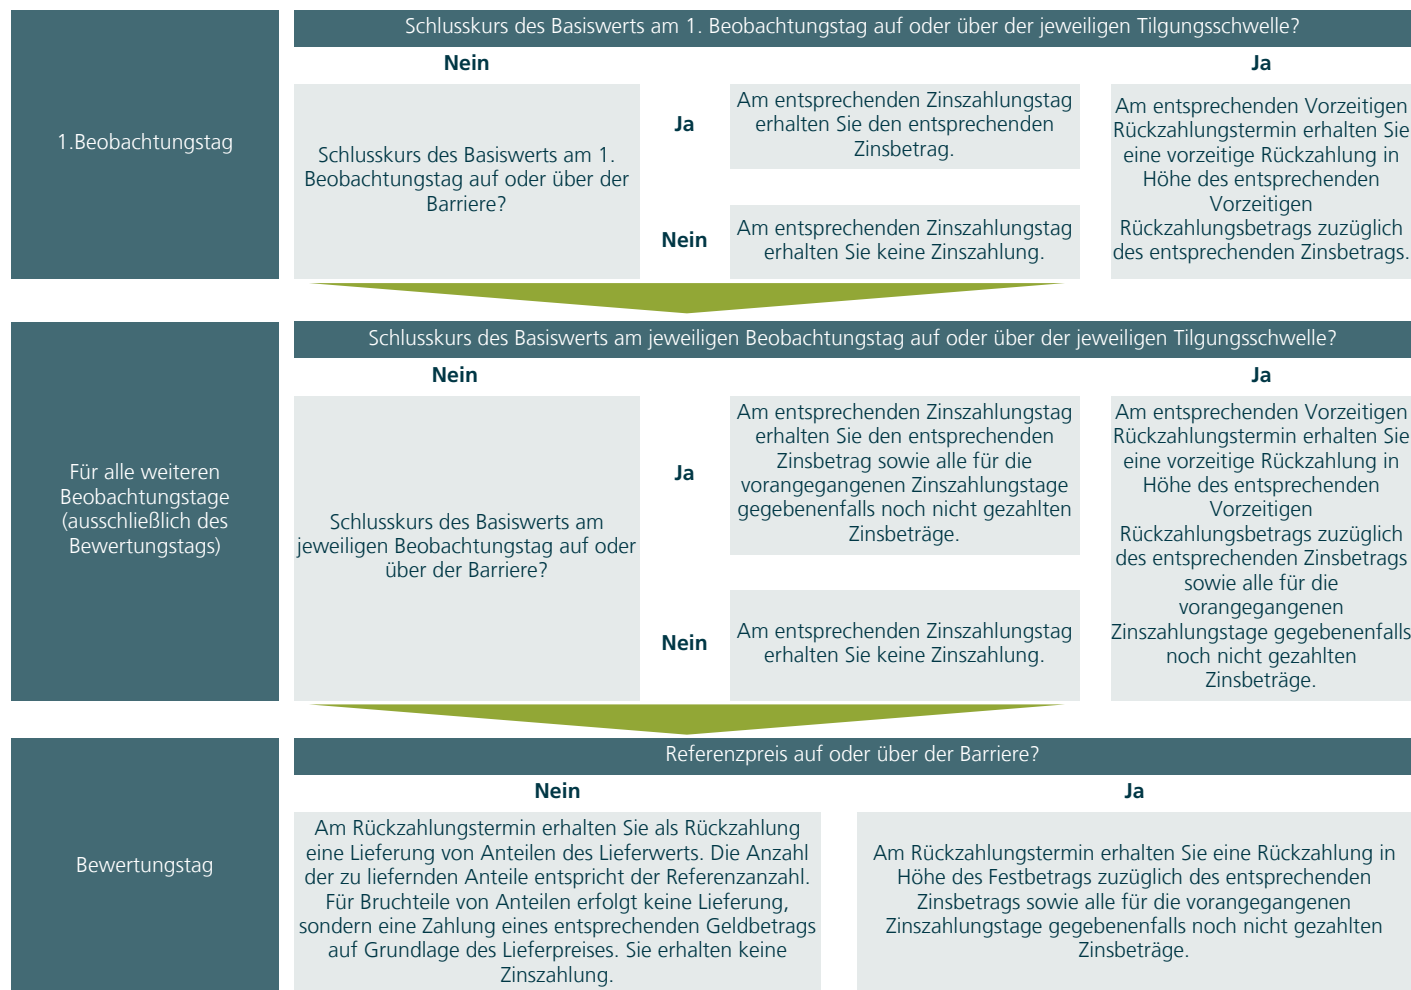 Schlusskurs des Basiswerts am 1. Beobachtungstag auf oder über der jeweiligen Tilgungsschwelle?
Nein
Ja
1.Beobachtungstag
Schlusskurs des Basiswerts am 1.
Beobachtungstag auf oder über der
Barriere?
Ja
Am entsprechenden Zinszahlungstag
erhalten Sie den entsprechenden
Zinsbetrag.
Nein
Am entsprechenden Zinszahlungstag
erhalten Sie keine Zinszahlung.
Am entsprechenden Vorzeitigen
Rückzahlungstermin erhalten Sie
eine vorzeitige Rückzahlung in
Höhe des entsprechenden
Vorzeitigen
Rückzahlungsbetrags zuzüglich
des entsprechenden Zinsbetrags.
Schlusskurs des Basiswerts am jeweiligen Beobachtungstag auf oder über der jeweiligen Tilgungsschwelle?
Nein
Ja
Für alle weiteren
Beobachtungstage
(ausschließlich des
Bewertungstags)
Schlusskurs des Basiswerts am
jeweiligen Beobachtungstag auf oder
über der Barriere?
Ja
Am entsprechenden Zinszahlungstag
erhalten Sie den entsprechenden
Zinsbetrag sowie alle für die
vorangegangenen Zinszahlungstage
gegebenenfalls noch nicht gezahlten
Zinsbeträge.
Nein
Am entsprechenden Zinszahlungstag
erhalten Sie keine Zinszahlung.
Am entsprechenden Vorzeitigen
Rückzahlungstermin erhalten Sie
eine vorzeitige Rückzahlung in
Höhe des entsprechenden
Vorzeitigen
Rückzahlungsbetrags zuzüglich
des entsprechenden Zinsbetrags
sowie alle für die
vorangegangenen
Zinszahlungstage gegebenenfalls
noch nicht gezahlten
Zinsbeträge.
Referenzpreis auf oder über der Barriere?
Nein
Ja
Bewertungstag
Am Rückzahlungstermin erhalten Sie als Rückzahlung
eine Lieferung von Anteilen des Lieferwerts. Die Anzahl
der zu liefernden Anteile entspricht der Referenzanzahl.
Für Bruchteile von Anteilen erfolgt keine Lieferung,
sondern eine Zahlung eines entsprechenden Geldbetrags
auf Grundlage des Lieferpreises. Sie erhalten keine
Zinszahlung.
Am Rückzahlungstermin erhalten Sie eine Rückzahlung in
Höhe des Festbetrags zuzüglich des entsprechenden
Zinsbetrags sowie alle für die vorangegangenen
Zinszahlungstage gegebenenfalls noch nicht gezahlten
Zinsbeträge.